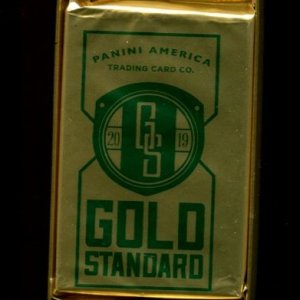 PANINI AMERICA
TRADING CARD CO.
GS
20 19
GOLD
STANDARD